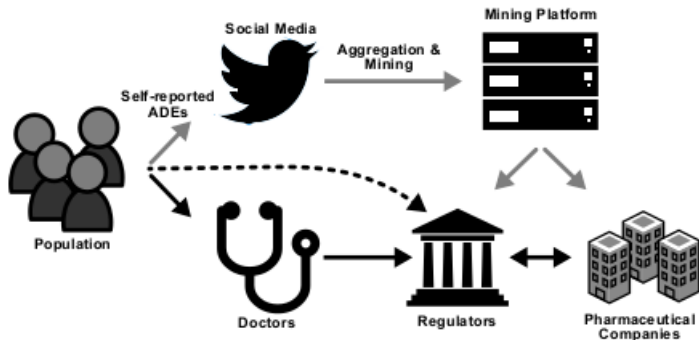 Mining Platform
Social Media
Aggregation &
Mining
Self-reported
ADEs
Population
Doctors
Regulators
Pharmaceutical
Companies